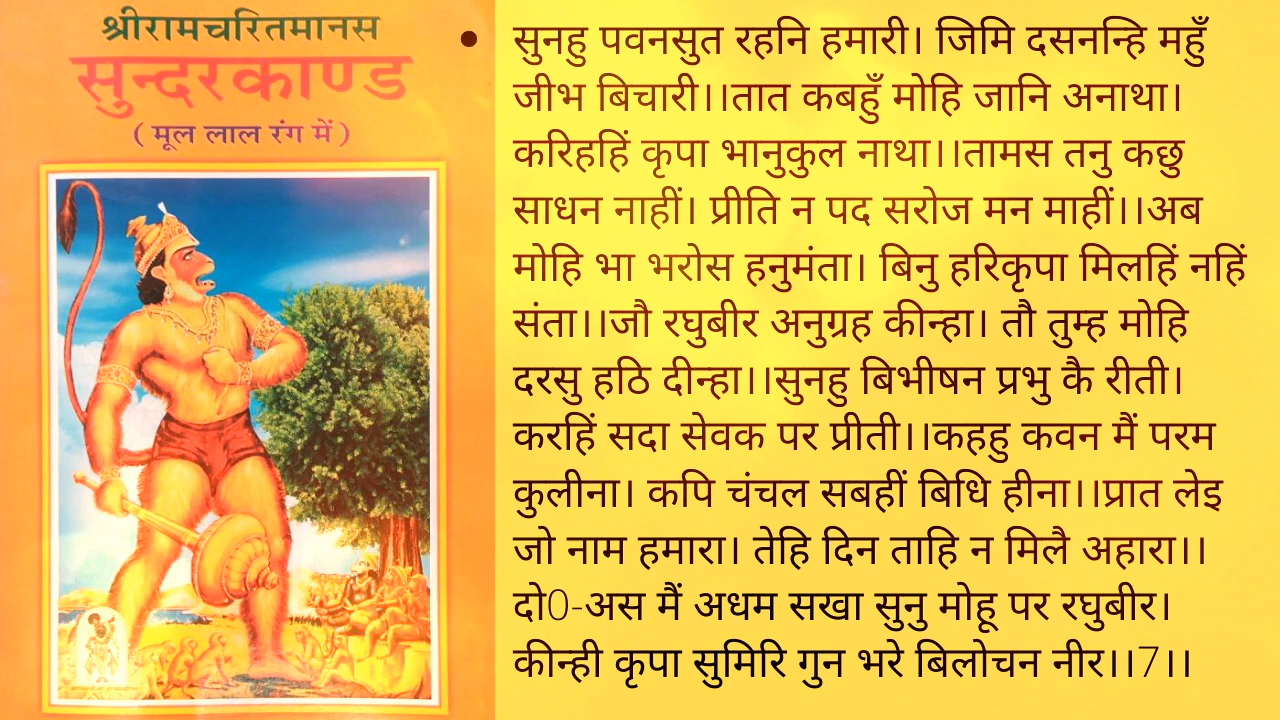 श्रीरामचरितमानस
सुन्दरकाण्ड
( मूल लाल रंग में )
• सुनहु पवनसुत रहनि हमारी। जिमि दसनन्हि महुँ
जीभ बिचारी।।तात कबहुँ मोहि जानि अनाथा।
करिहहिं कृपा भानुकुल नाथा।।तामस तनु कछु
साधन नाहीं। प्रीति न पद सरोज मन माहीं।।अब
मोहि भा भरोस हनुमंता। बिनु हरिकृपा मिलहिं नहिं
संता।।जौ रघुबीर अनुग्रह कीन्हा। तौ तुम्ह मोहि
दरसु हठि दीन्हा।।सुनहु बिभीषन प्रभु कै रीती।
करहिं सदा सेवक पर प्रीती।।कहहु कवन मैं परम
कुलीना। कपि चंचल सबहीं बिधि हीना।।प्रात लेइ
जो नाम हमारा। तेहि दिन ताहि न मिलै अहारा।।
दो0-अस मैं अधम सखा सुनु मोहू पर रघुबीर।
कीन्ही कृपा सुमिरि गुन भरे बिलोचन नीर।।7।।